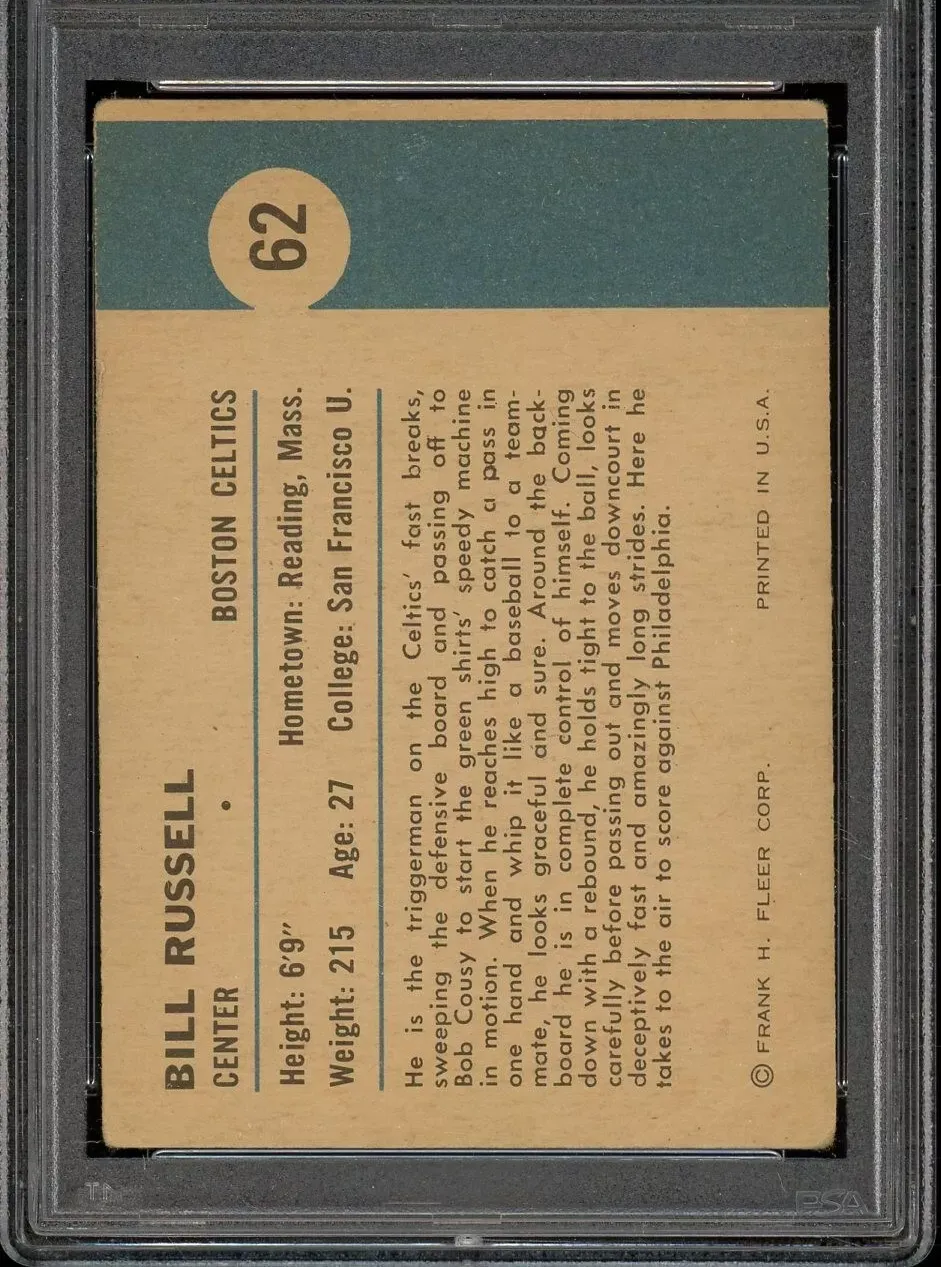 62
BILL RUSSELL
CENTER • BOSTON CELTICS
Height: 6'9" Hometown: Reading, Mass.
Weight: 215 Age: 27 College: San Francisco U.
He is the triggerman on the Celtics' fast breaks,
sweeping the defensive board and passing off to
Bob Cousy to start the green shirts' speedy machine
in motion. When he reaches high to catch a pass in
one hand and whip it like a baseball to a team-
mate, he looks graceful and sure. Around the back-
board he is in complete control of himself. Coming
down with a rebound, he holds tight to the ball, looks
carefully before passing out and moves downcourt in
deceptively fast and amazingly long strides. Here he
takes to the air to score against Philadelphia.
© FRANK H. FLEER CORP. PRINTED IN U.S.A.
PSA